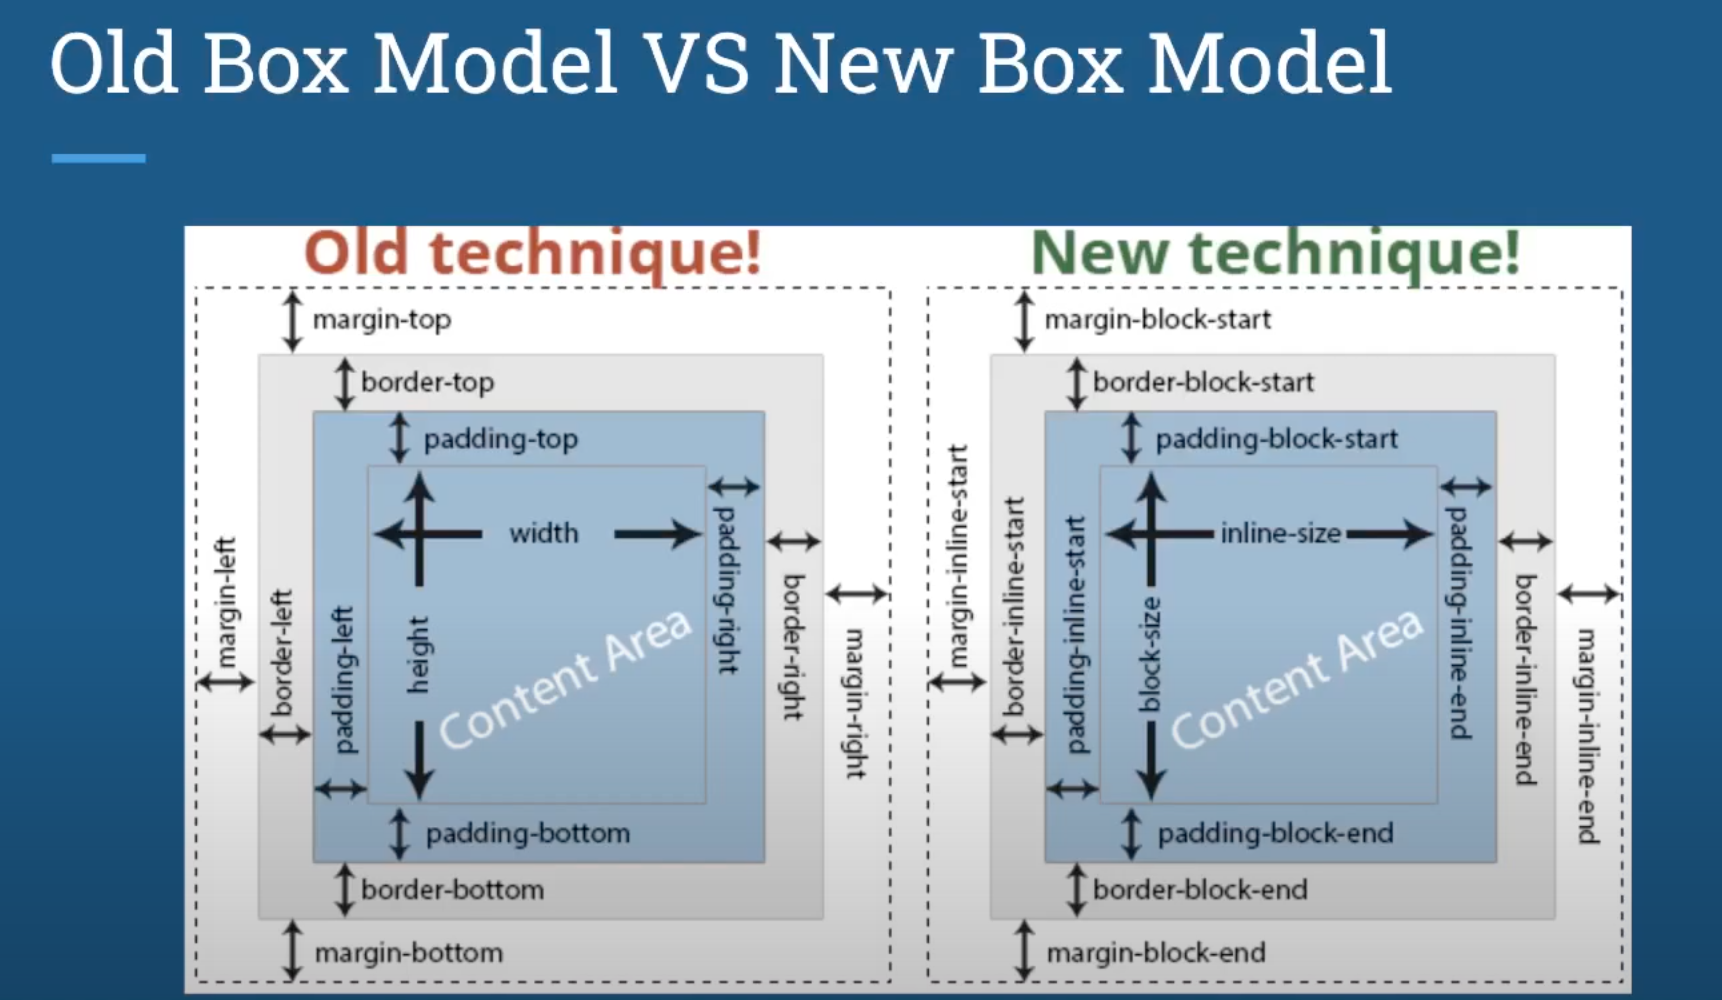 Old Box Model VS New Box Model
Old technique!
margin-top
border-top
padding-top
width
height
Content Area
margin-left
border-left
padding-left
padding-right
border-right
margin-right
padding-bottom
border-bottom
margin-bottom
New technique!
margin-block-start
border-block-start
padding-block-start
inline-size
block-size
Content Area
margin-inline-start
border-inline-start
padding-inline-start
padding-inline-end
border-inline-end
margin-inline-end
padding-block-end
border-block-end
margin-block-end